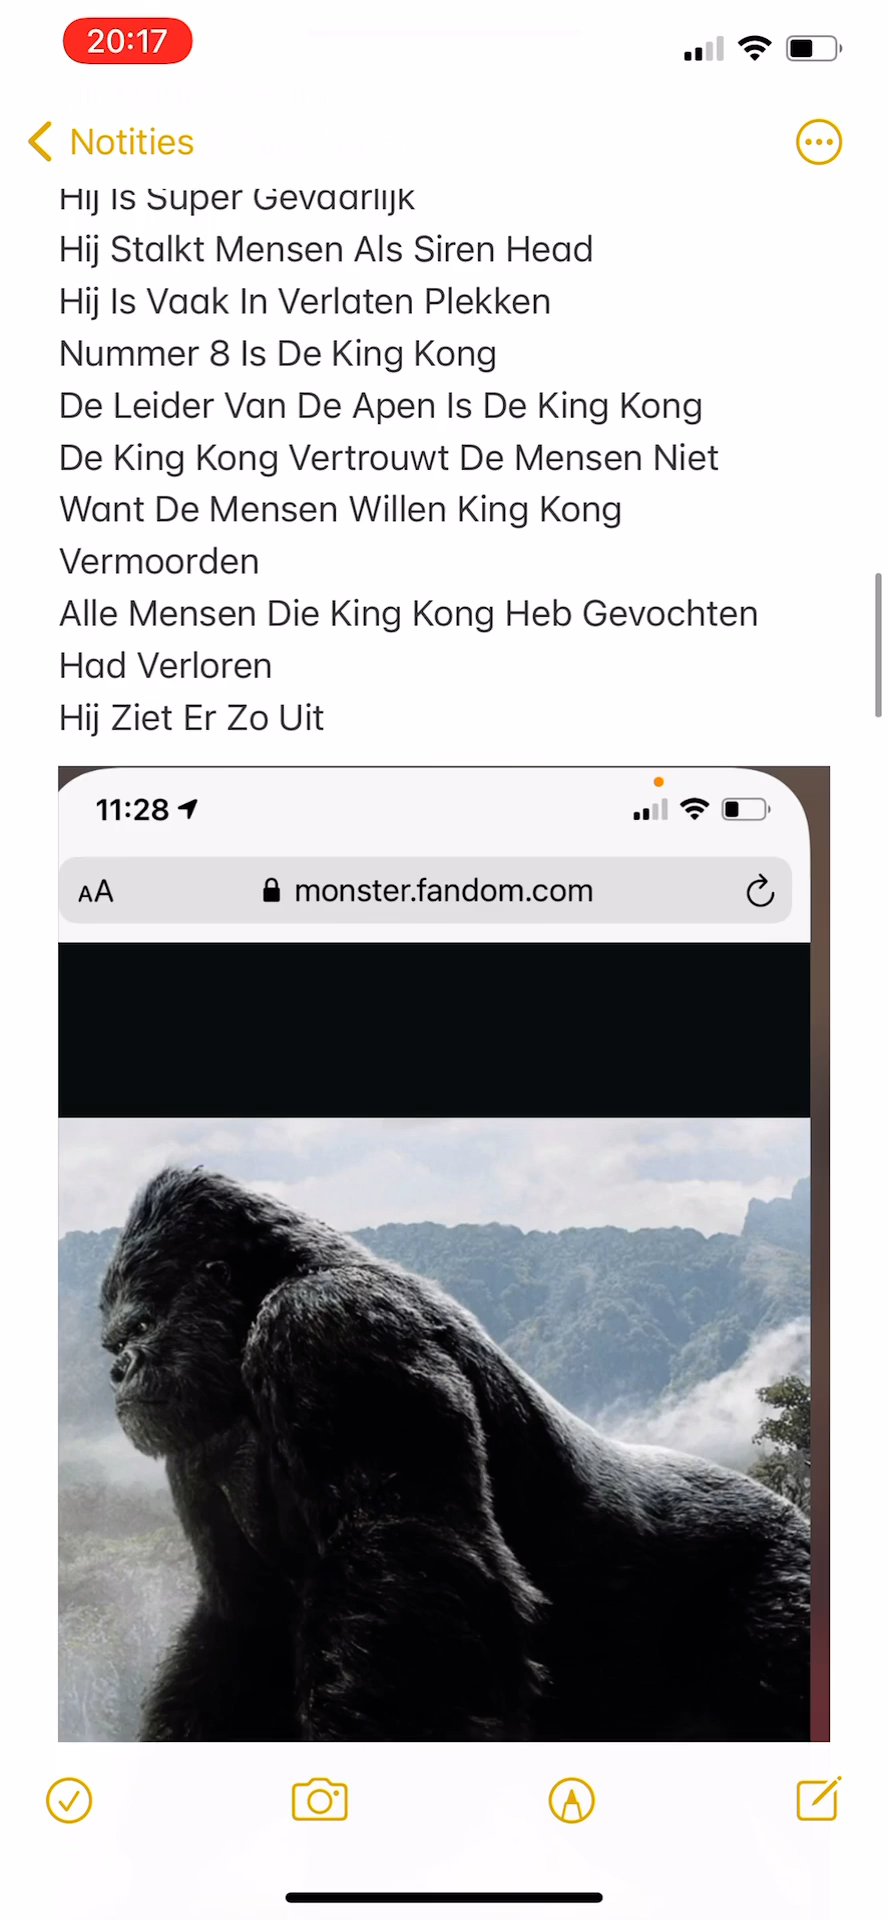 20:17
Notities
Hij Is Super Gevaarlijk
Hij Stalkt Mensen Als Siren Head
Hij Is Vaak In Verlaten Plekken
Nummer 8 Is De King Kong
De Leider Van De Apen Is De King Kong
De King Kong Vertrouwt De Mensen Niet
Want De Mensen Willen King Kong
Vermoorden
Alle Mensen Die King Kong Heb Gevochten
Had Verloren
Hij Ziet Er Zo Uit
11:28
AA monster.fandom.com